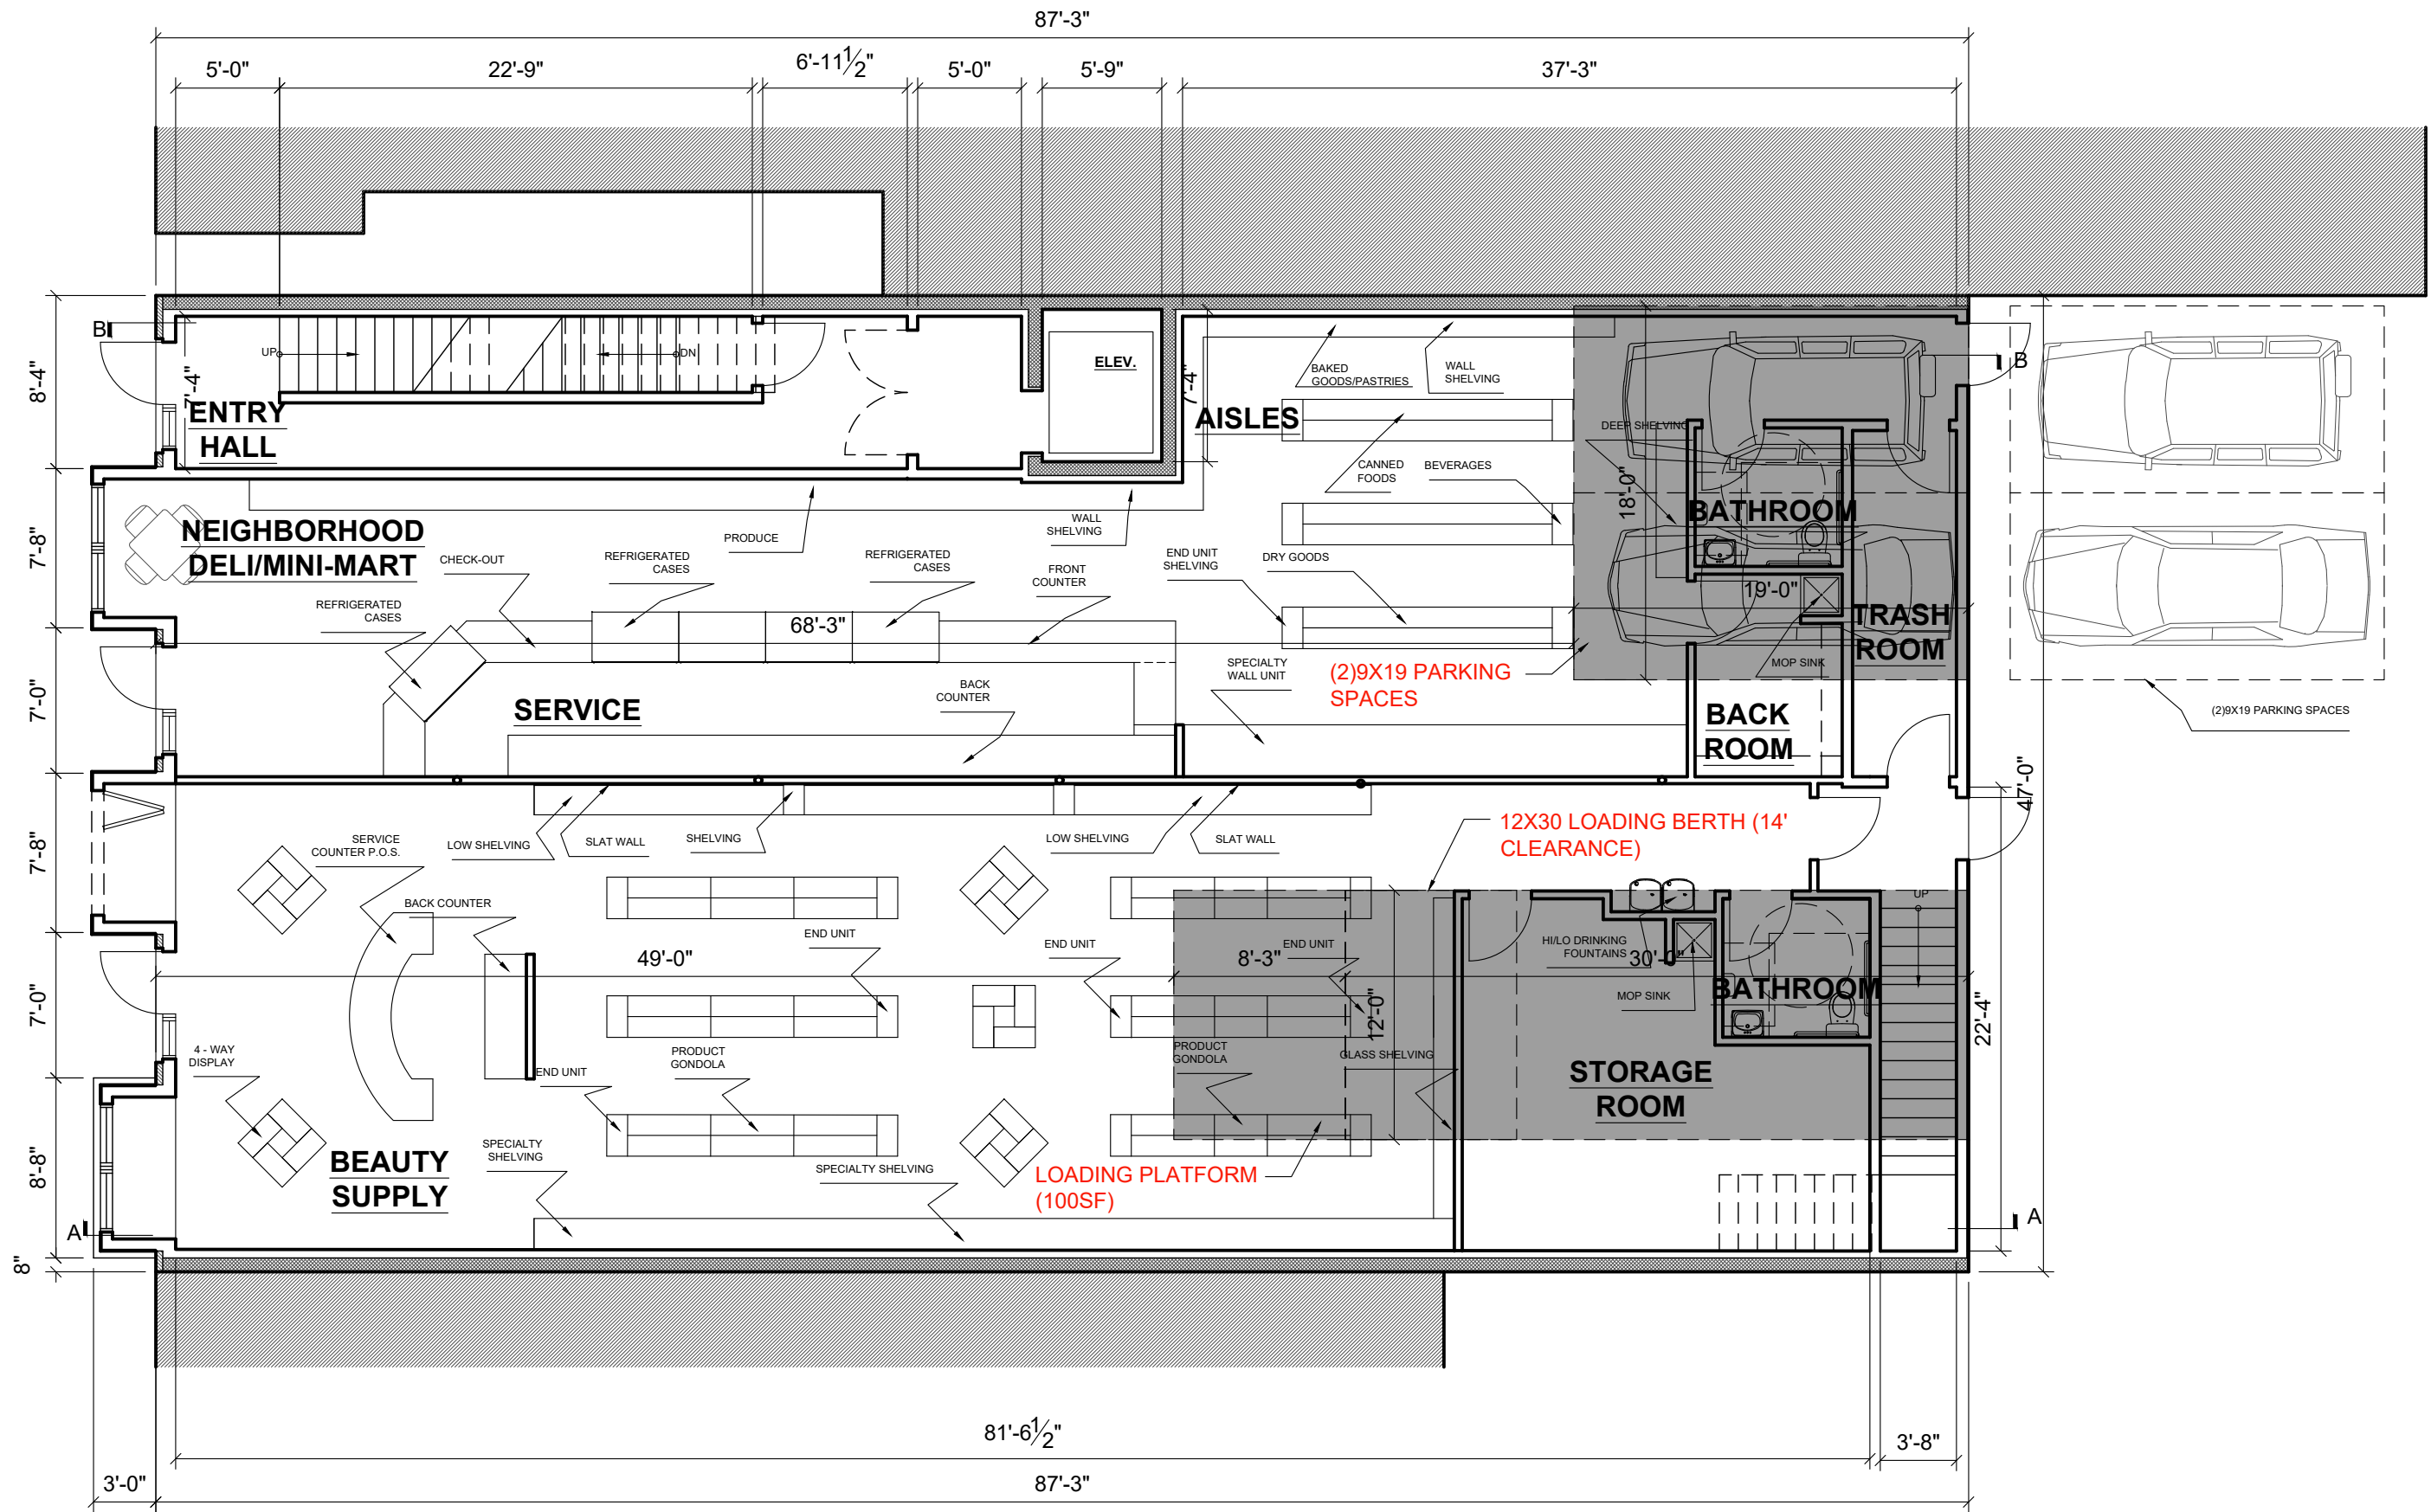 87'-3"
5'-0"
22'-9"
6'-11 1/2"
5'-0"
5'-9"
37'-3"
B
8'-4"
7'-4"
UP
DN
ENTRY
HALL
ELEV.
7'-4"
AISLES
BAKED
GOODS/PASTRIES
WALL
SHELVING
B
DEEP SHELVING
CANNED
FOODS
BEVERAGES
18'-0"
BATHROOM
7'-8"
NEIGHBORHOOD
DELI/MINI-MART
CHECK-OUT
REFRIGERATED
CASES
PRODUCE
REFRIGERATED
CASES
WALL
SHELVING
FRONT
COUNTER
END UNIT
SHELVING
DRY GOODS
REFRIGERATED
CASES
68'-3"
19'-0"
TRASH
ROOM
MOP SINK
SPECIALTY
WALL UNIT
(2)9X19 PARKING
SPACES
BACK
COUNTER
7'-0"
SERVICE
BACK
ROOM
(2)9X19 PARKING SPACES
47'-0"
7'-8"
SERVICE
COUNTER P.O.S.
LOW SHELVING
SLAT WALL
SHELVING
LOW SHELVING
SLAT WALL
12X30 LOADING BERTH (14'
CLEARANCE)
BACK COUNTER
UP
END UNIT
END UNIT
END UNIT
HI/LO DRINKING
FOUNTAINS
49'-0"
8'-3"
30'-0"
7'-0"
MOP SINK
BATHROOM
12'-0"
22'-4"
4 - WAY
DISPLAY
END UNIT
PRODUCT
GONDOLA
PRODUCT
GONDOLA
GLASS SHELVING
STORAGE
ROOM
8'-8"
BEAUTY
SUPPLY
SPECIALTY
SHELVING
SPECIALTY SHELVING
LOADING PLATFORM
(100SF)
A
A
8"
81'-6 1/2"
3'-8"
3'-0"
87'-3"